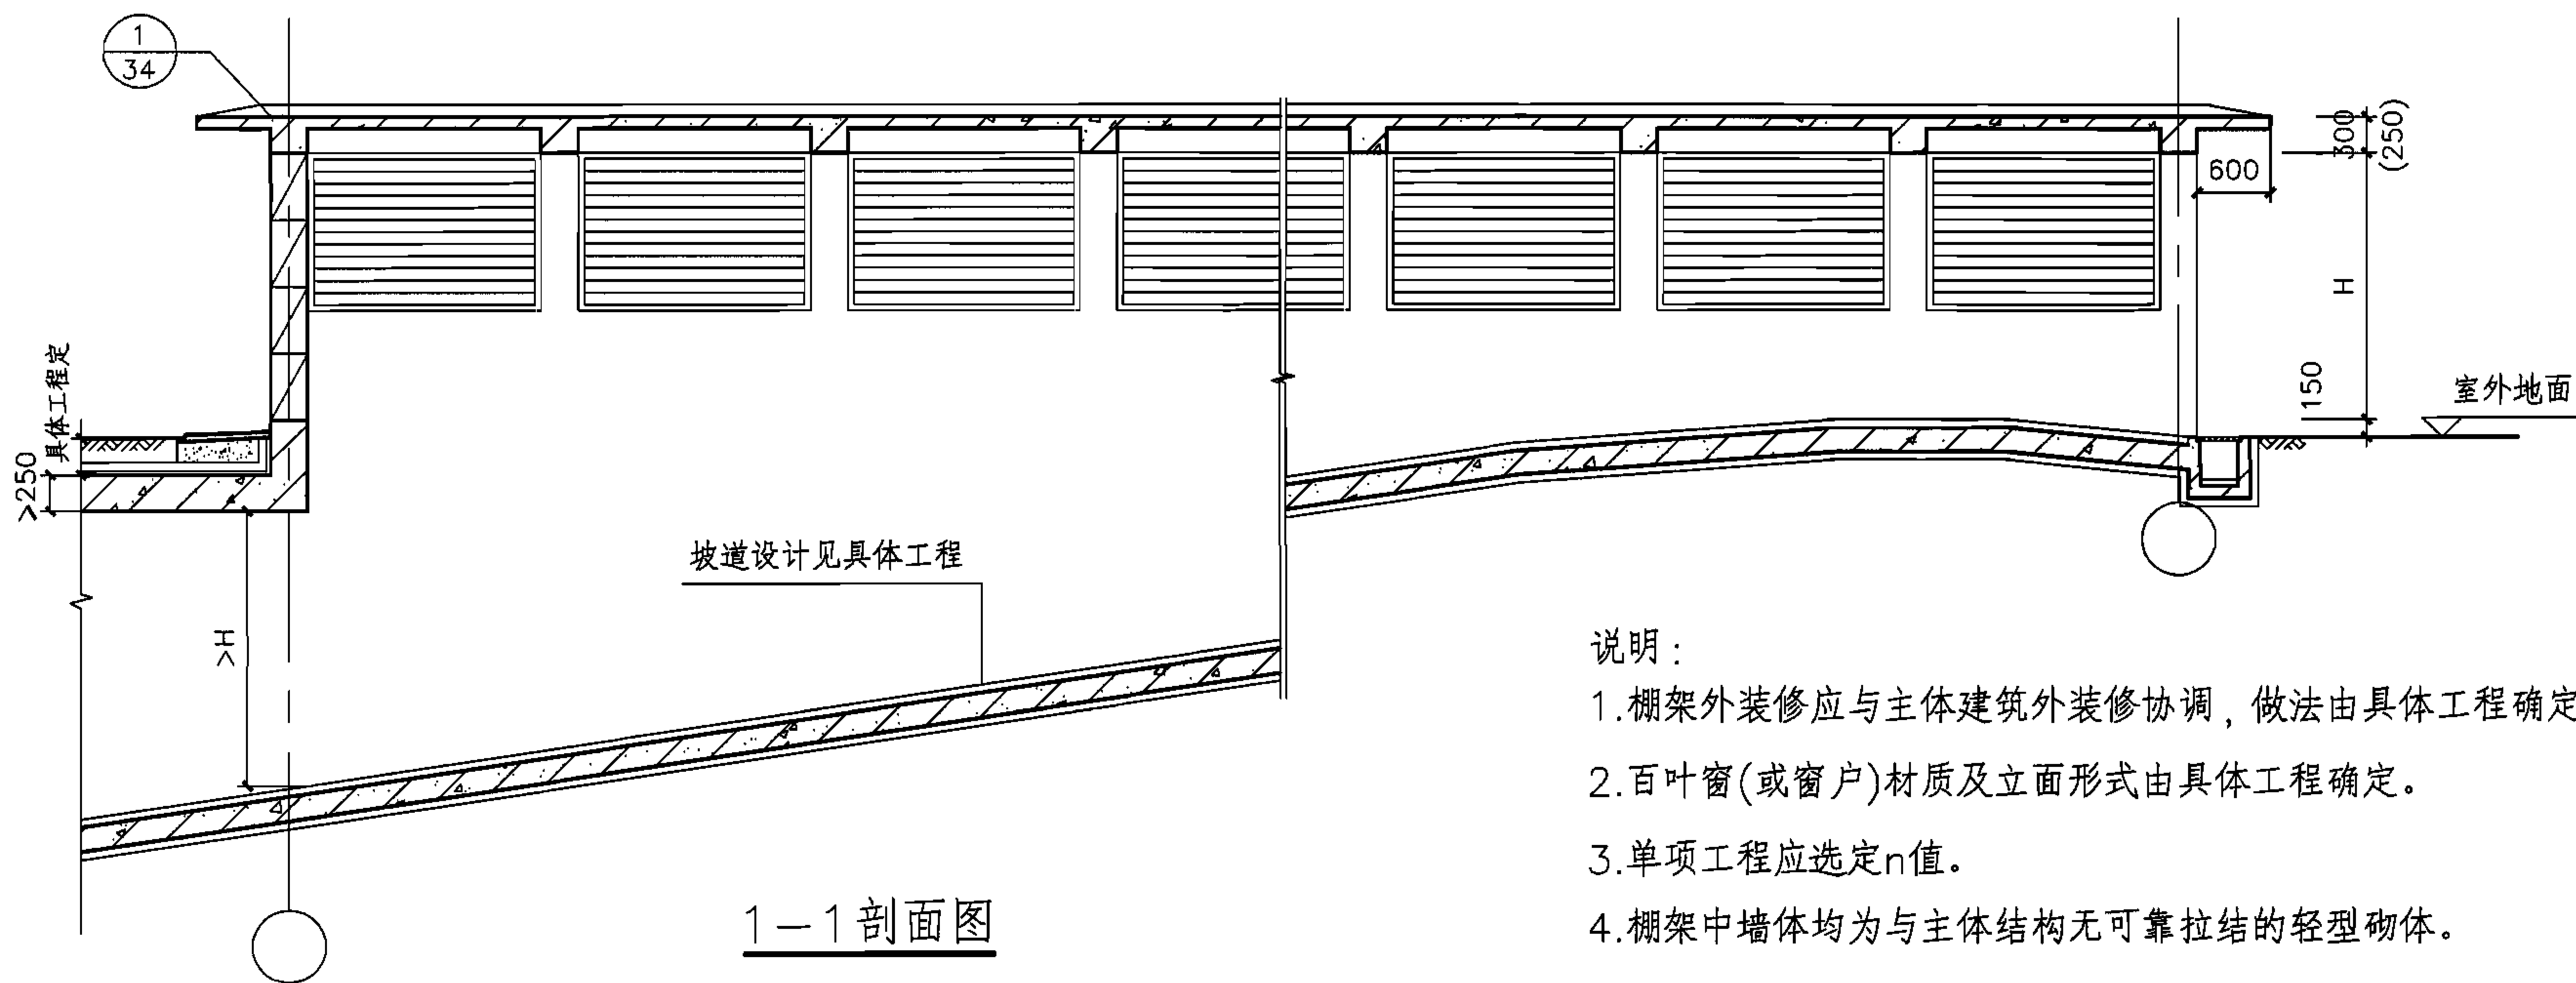 1
34
300
(250)
600
H
150
室外地面
具体工程定
>250
>H
坡道设计见具体工程
1-1剖面图
说明:
1.棚架外装修应与主体建筑外装修协调,做法由具体工程确定
2.百叶窗(或窗户)材质及立面形式由具体工程确定。
3.单项工程应选定n值。
4.棚架中墙体均为与主体结构无可靠拉结的轻型砌体。